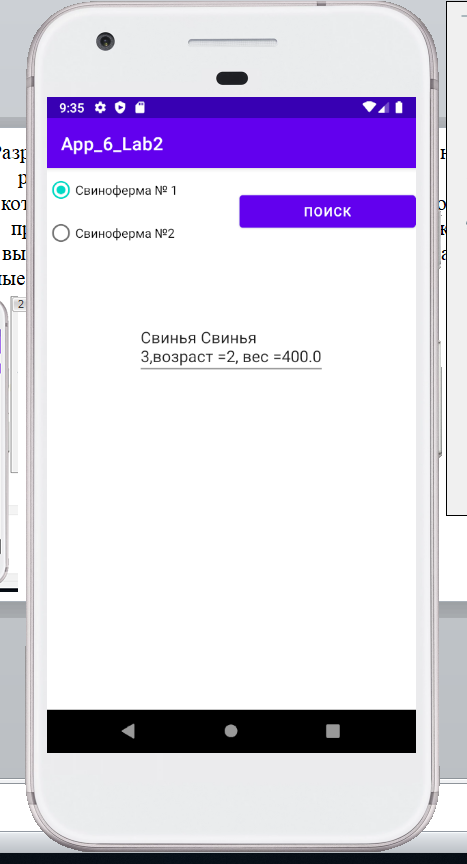 9:35
App_6_Lab2
Свиноферма № 1
ПОИСК
Свиноферма №2
Свинья Свинья
3,возраст =2, вес =400.0